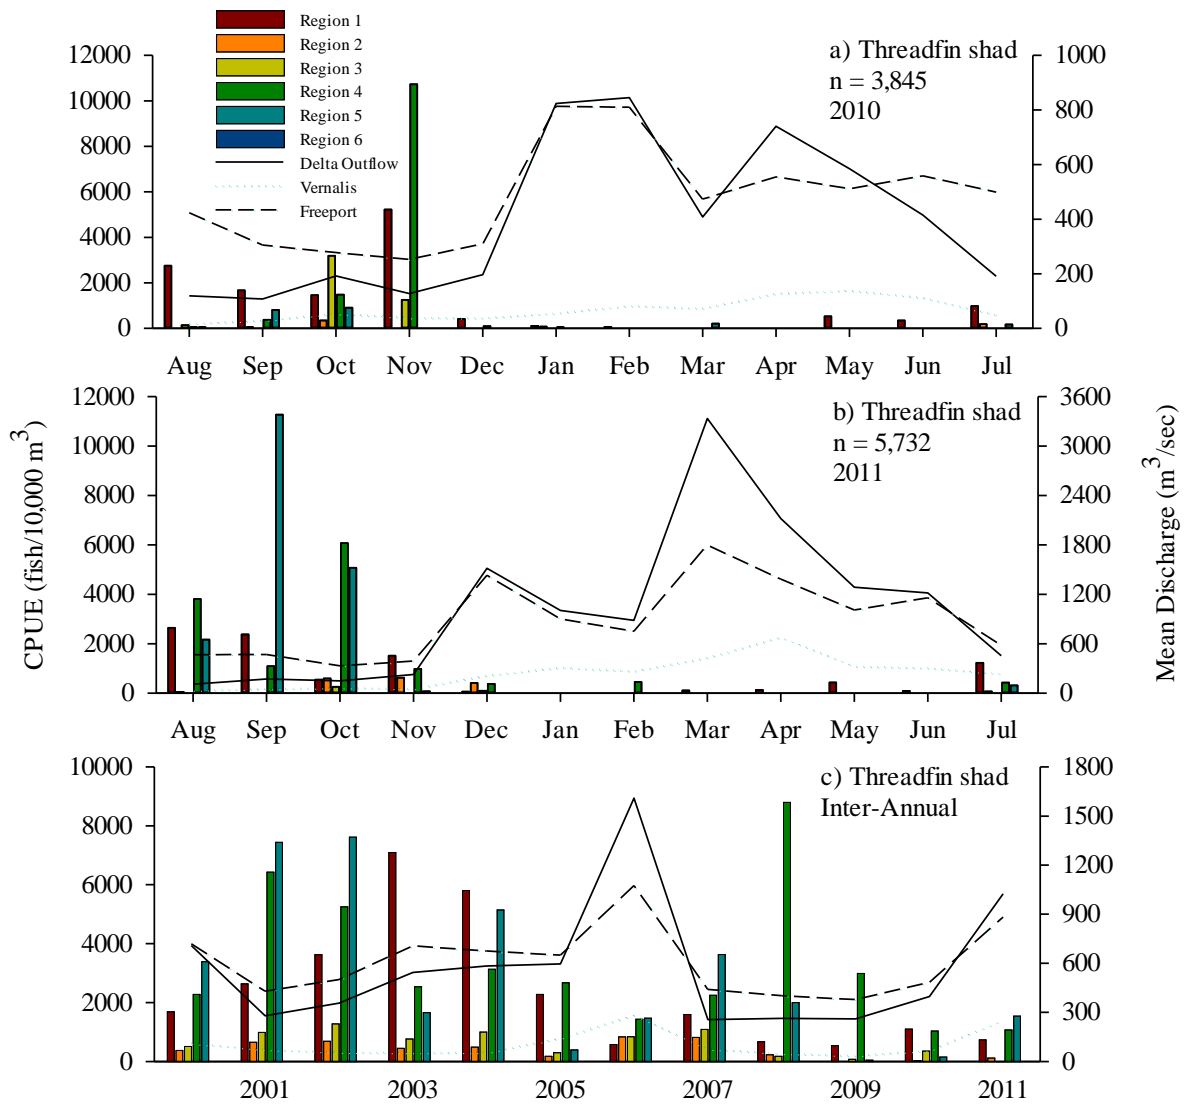 Region 1
Region 2
Region 3
Region 4
Region 5
Region 6
Delta Outflow
Vernalis
Freeport
a) Threadfin shad
n = 3,845
2010
12000
10000
8000
6000
4000
2000
0
1000
800
600
400
200
0
Aug Sep Oct Nov Dec Jan Feb Mar Apr May Jun Jul
b) Threadfin shad
n = 5,732
2011
12000
10000
8000
6000
4000
2000
0
3600
3000
2400
1800
1200
600
0
Aug Sep Oct Nov Dec Jan Feb Mar Apr May Jun Jul
CPUE (fish/10,000 m³)
Mean Discharge (m³/sec)
c) Threadfin shad
Inter-Annual
10000
8000
6000
4000
2000
0
1800
1500
1200
900
600
300
0
2001 2003 2005 2007 2009 2011